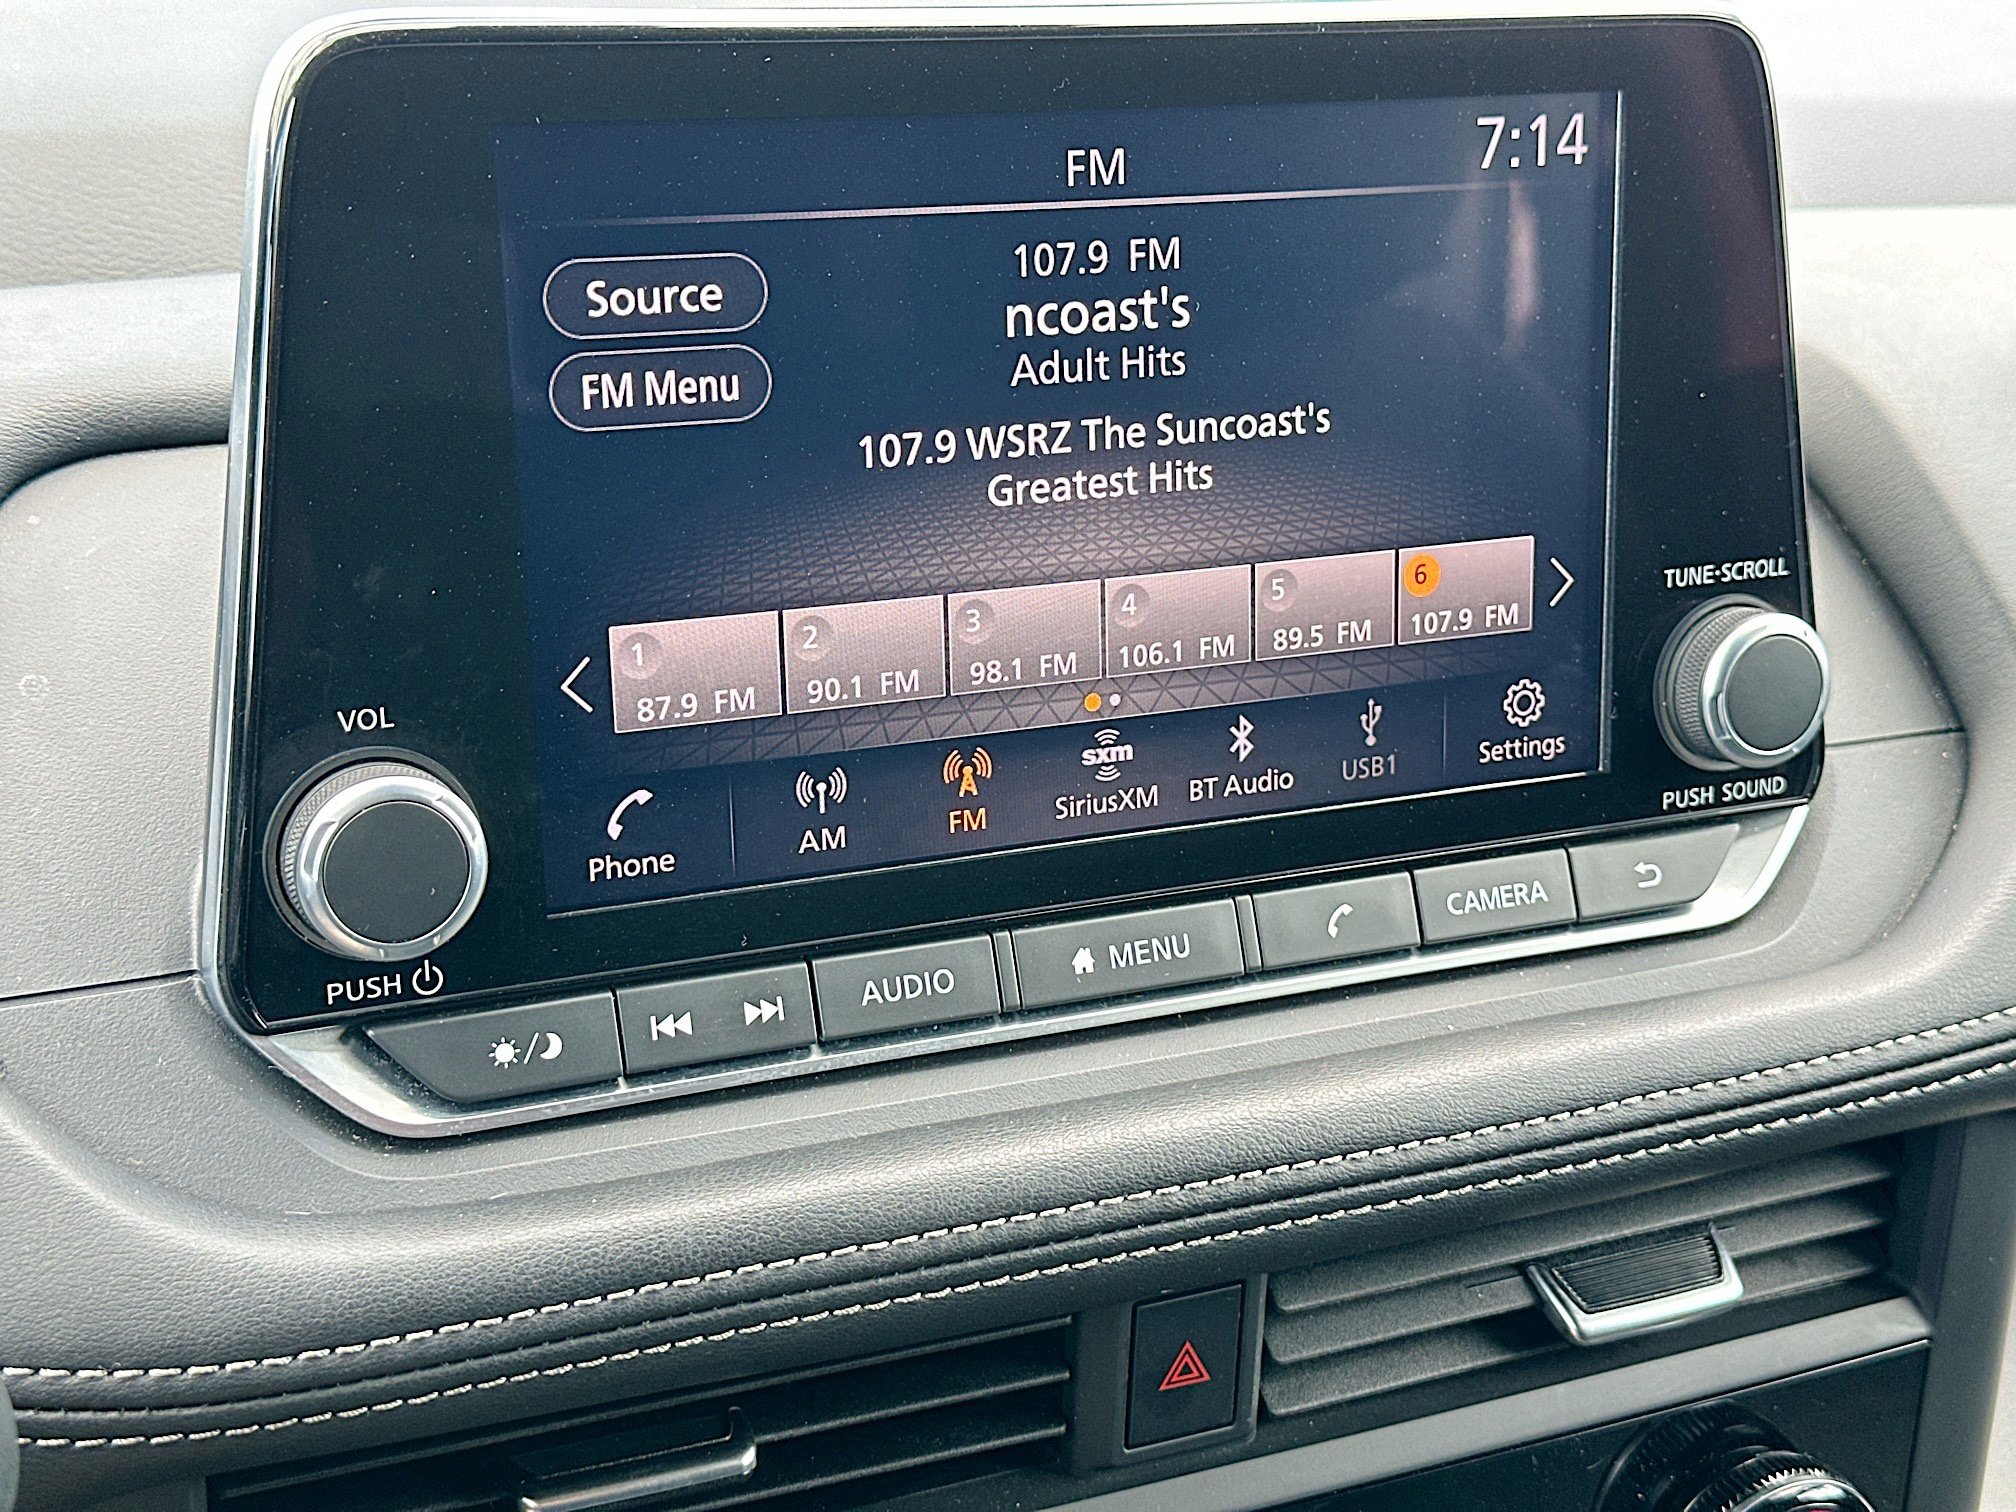 FM
7:14
Source
FM Menu
107.9 FM
ncoast's
Adult Hits
107.9 WSRZ The Suncoast's
Greatest Hits
1
87.9 FM
2
90.1 FM
3
98.1 FM
4
106.1 FM
5
89.5 FM
6
107.9 FM
Phone
AM
FM
sxm
SiriusXM
BT Audio
USB1
Settings
VOL
PUSH
TUNE·SCROLL
PUSH SOUND
AUDIO
MENU
CAMERA